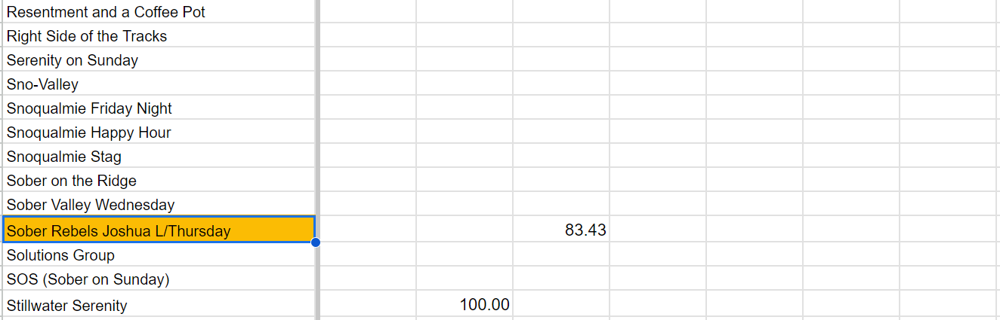 Resentment and a Coffee Pot
Right Side of the Tracks
Serenity on Sunday
Sno-Valley
Snoqualmie Friday Night
Snoqualmie Happy Hour
Snoqualmie Stag
Sober on the Ridge
Sober Valley Wednesday
Sober Rebels Joshua L/Thursday 83.43
Solutions Group
SOS (Sober on Sunday)
Stillwater Serenity 100.00